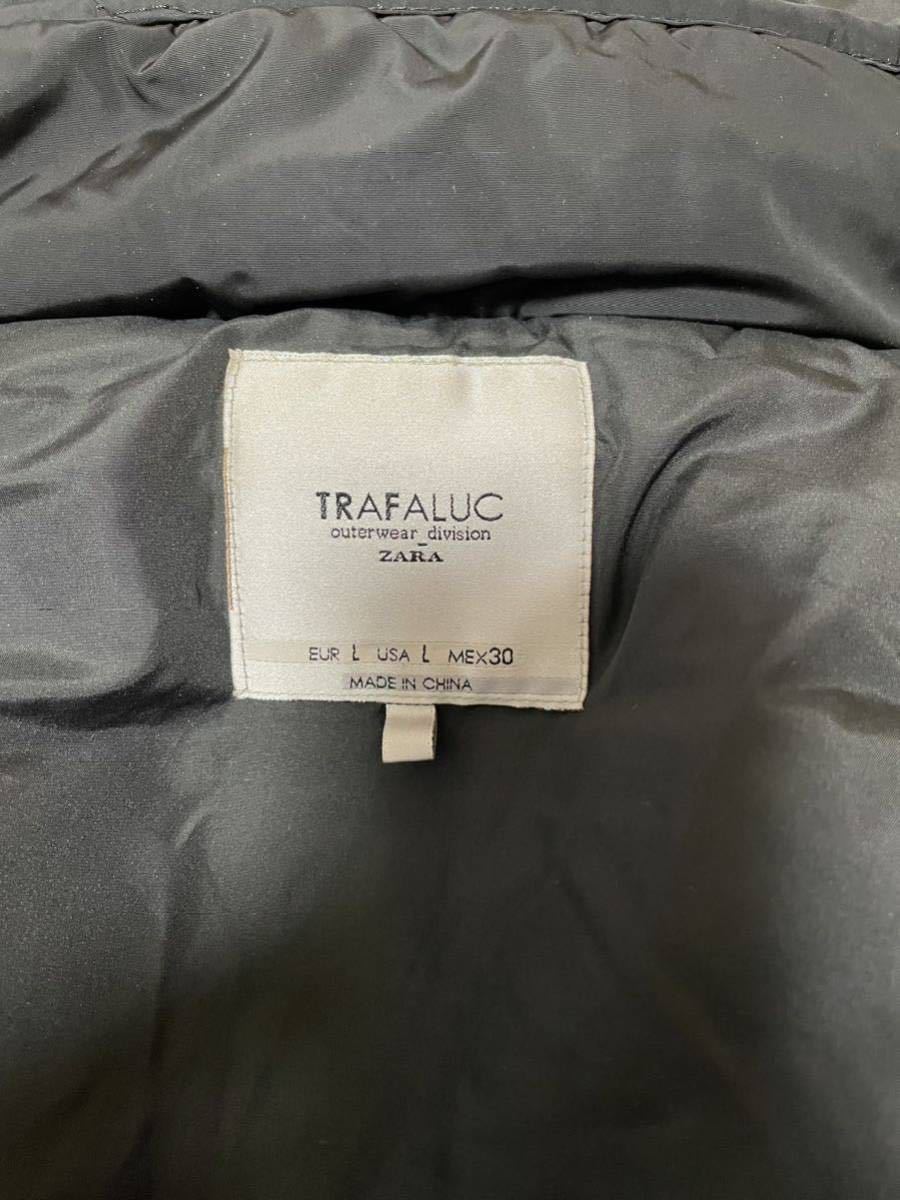 TRAFALUC
outerwear_division
ZARA
EUR L USA L MEX30
MADE IN CHINA